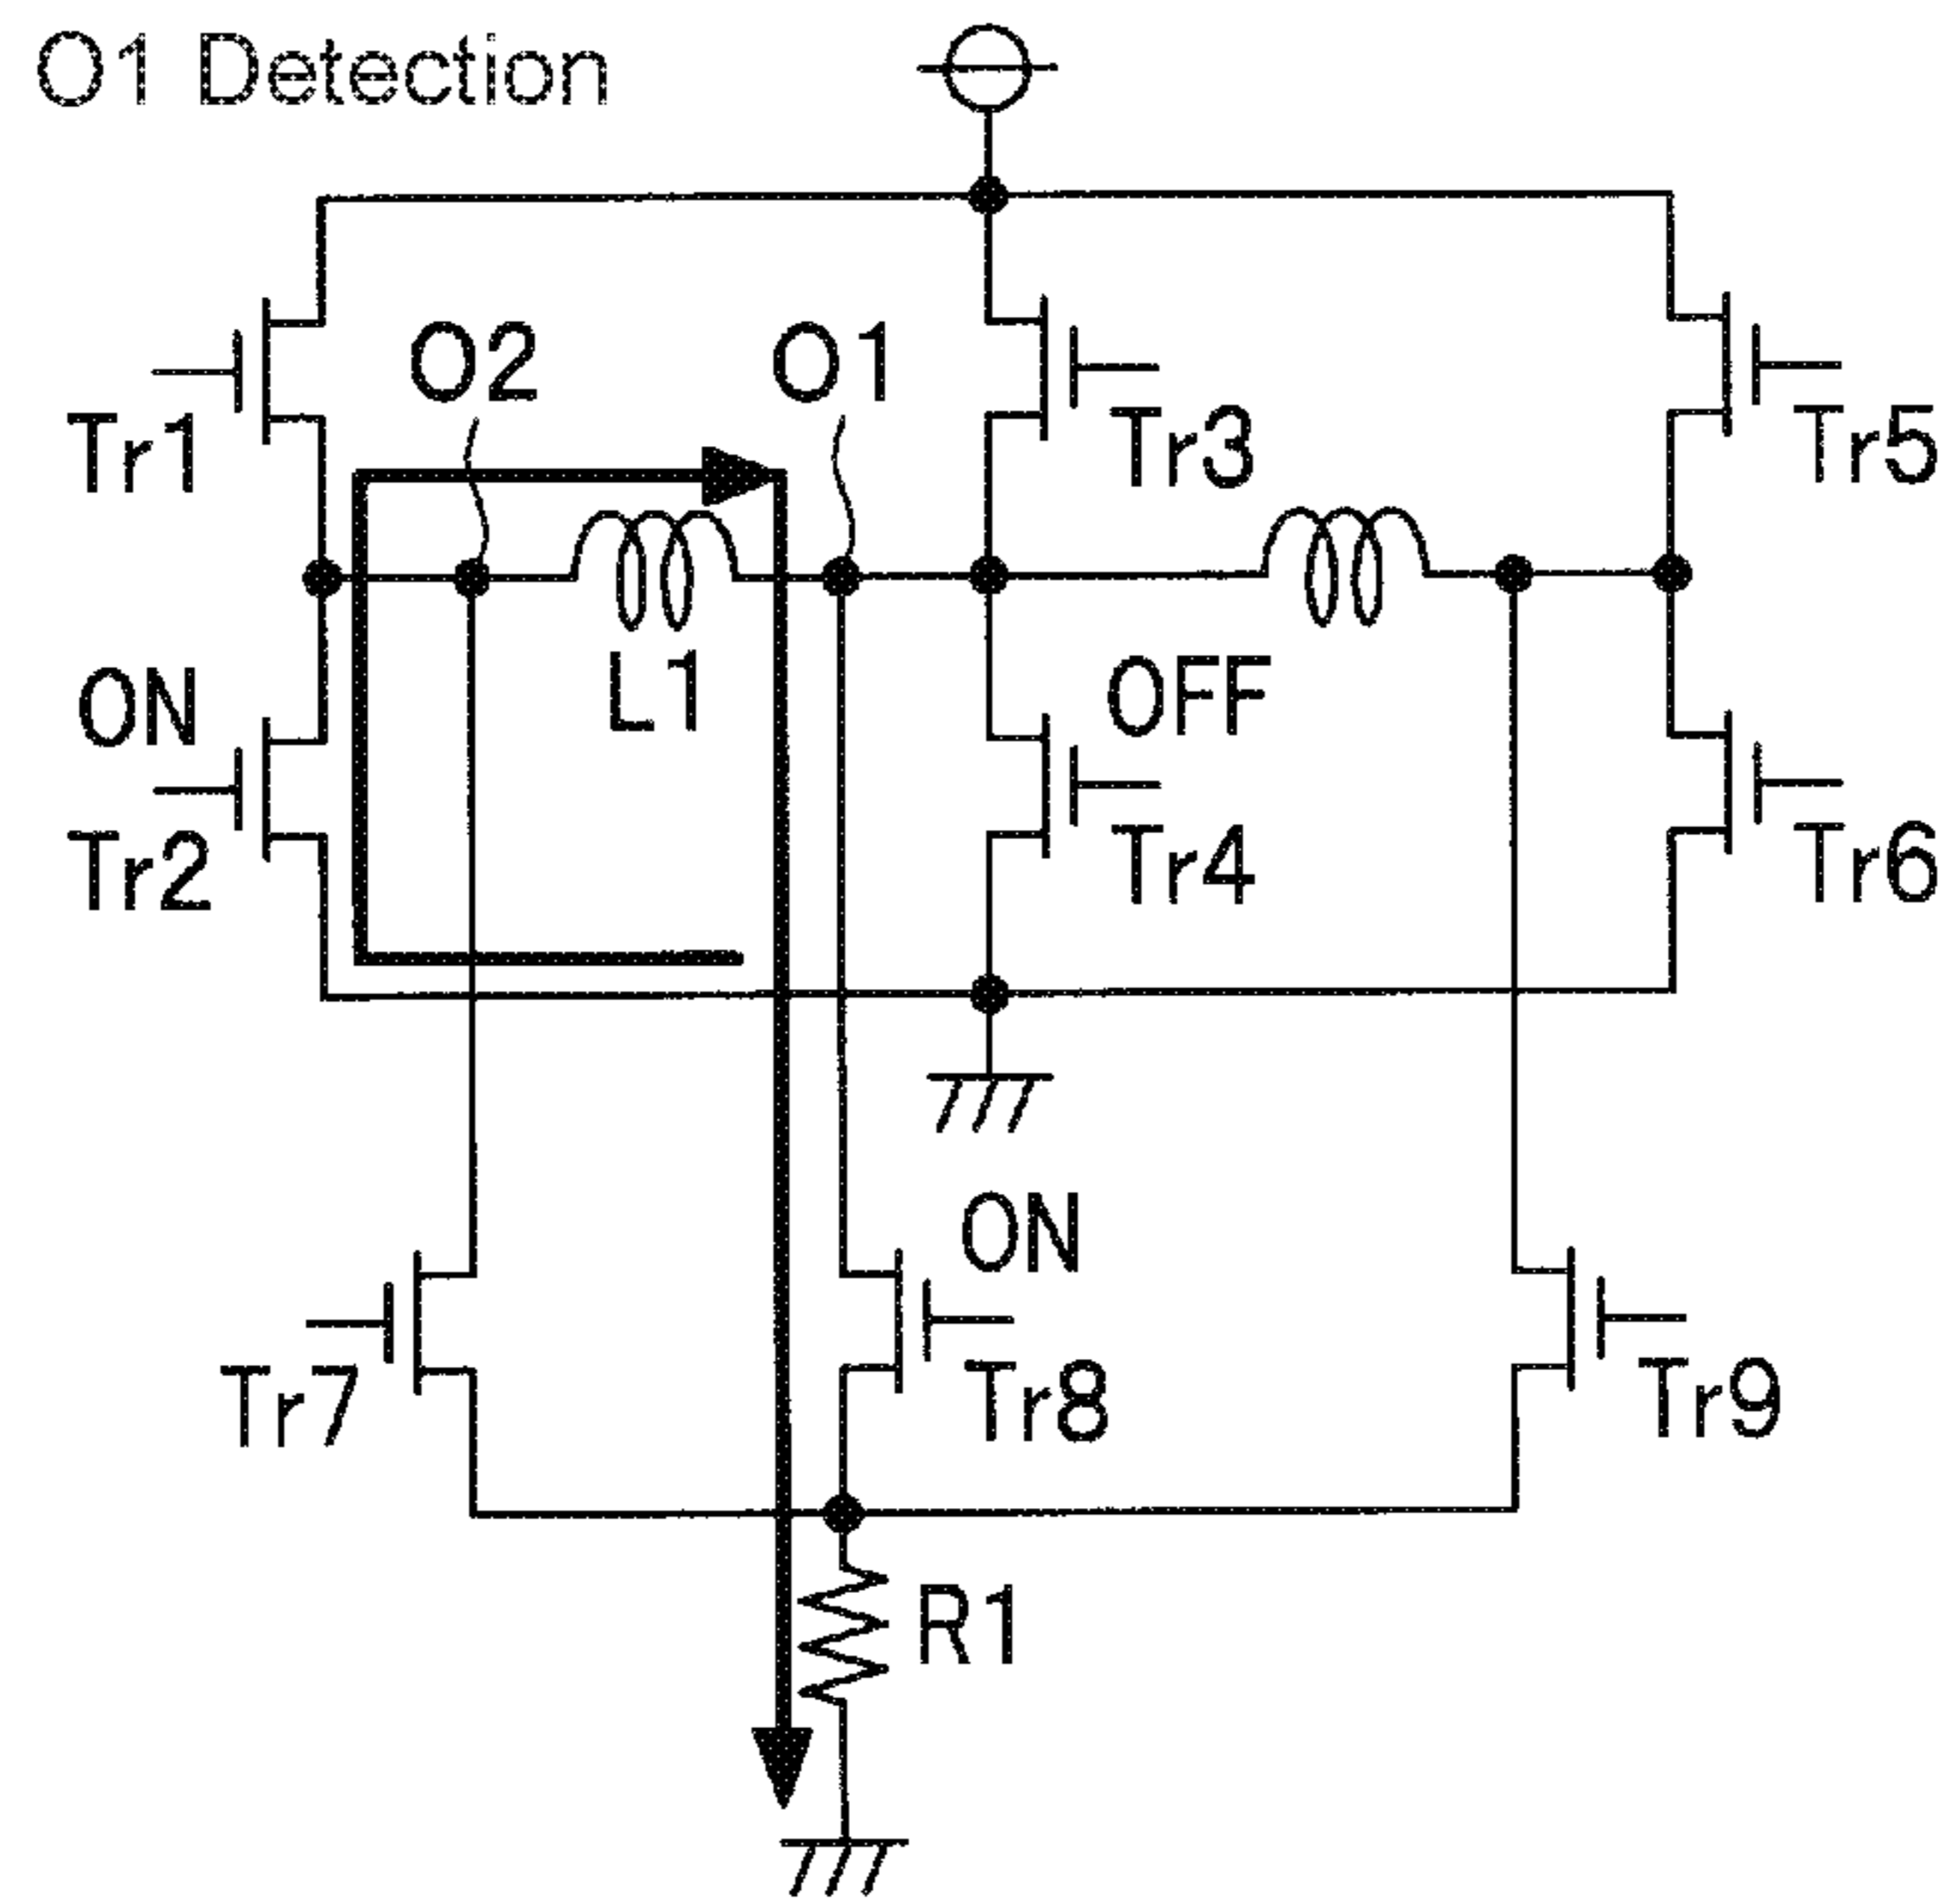 O1 Detection
O2
O1
Tr1
Tr3
Tr5
ON
L1
OFF
Tr2
Tr4
Tr6
ON
Tr7
Tr8
Tr9
R1